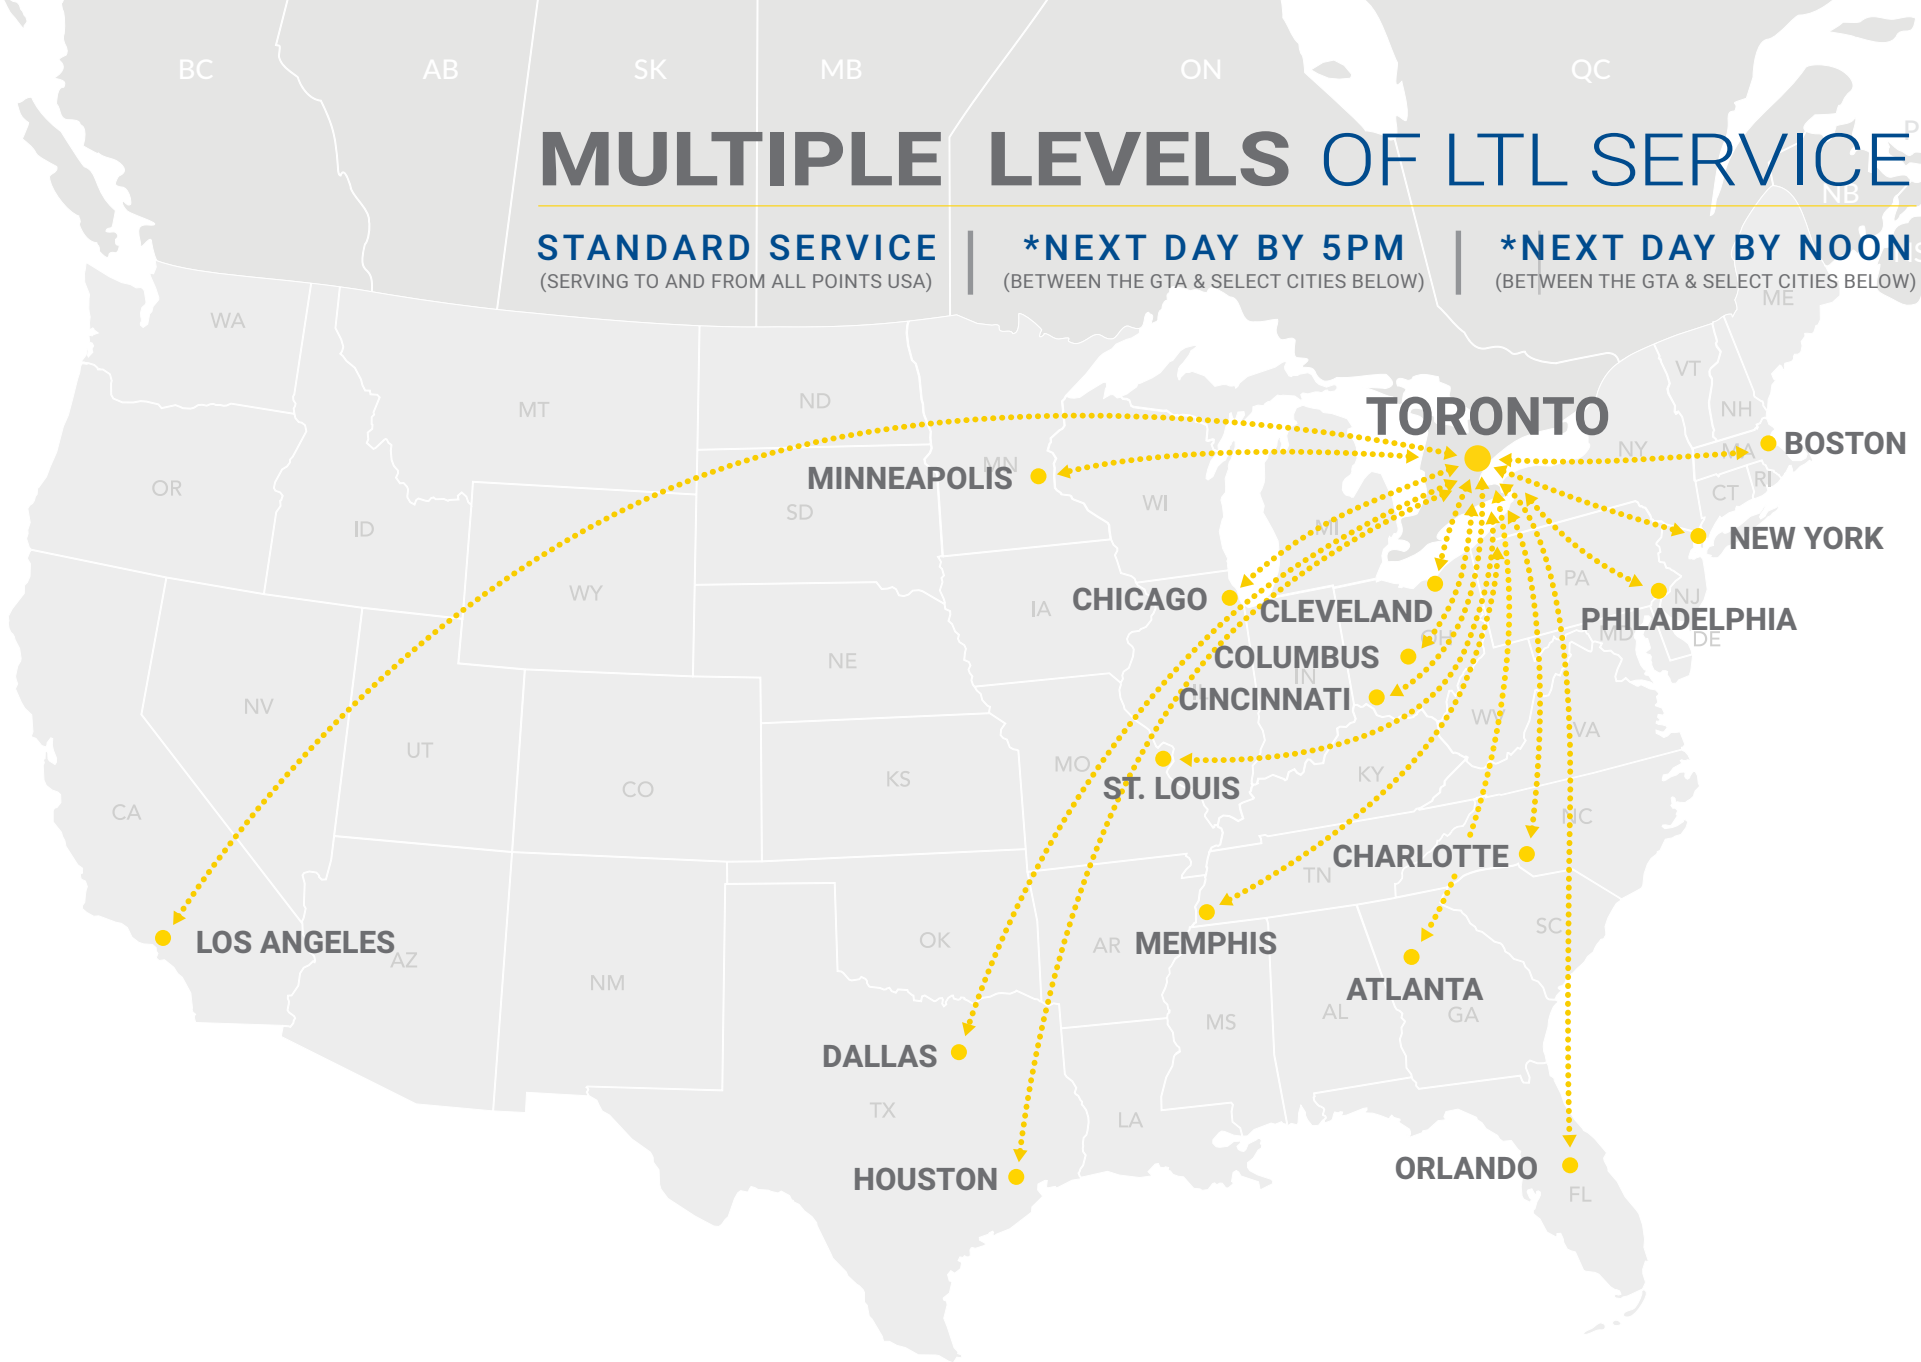 BC
AB
SK
MB
ON
QC
MULTIPLE LEVELS OF LTL SERVICE
NB
STANDARD SERVICE
(SERVING TO AND FROM ALL POINTS USA)
*NEXT DAY BY 5PM
(BETWEEN THE GTA & SELECT CITIES BELOW)
*NEXT DAY BY NOON
(BETWEEN THE GTA & SELECT CITIES BELOW)
ME
WA
VT
MT
ND
TORONTO
NH
BOSTON
MA
NY
MN
MINNEAPOLIS
RI
CT
OR
WI
SD
ID
MI
NEW YORK
PA
WY
NJ
CHICAGO
IA
CLEVELAND
PHILADELPHIA
MD
DE
OH
COLUMBUS
NE
IN
CINCINNATI
NV
WV
VA
UT
MO
KY
KS
CO
ST. LOUIS
CA
NC
CHARLOTTE
TN
SC
LOS ANGELES
OK
AR
MEMPHIS
AZ
NM
ATLANTA
MS
AL
GA
DALLAS
TX
LA
ORLANDO
HOUSTON
FL